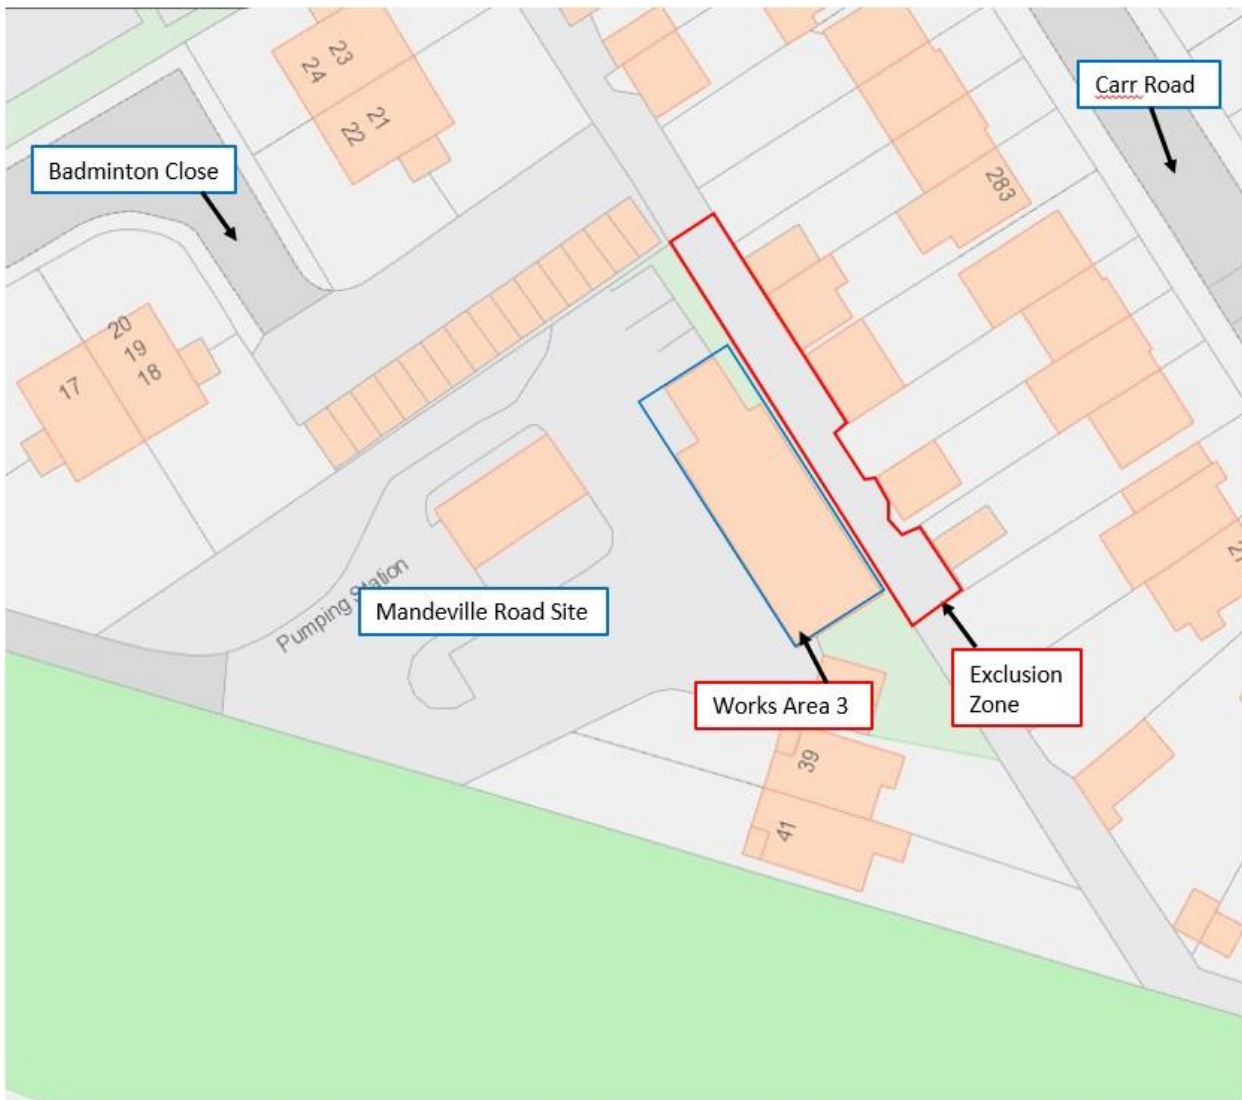 23
24
21
22
Carr Road
Badminton Close
283
20
19
18
17
Pumping Station
Mandeville Road Site
Works Area 3
Exclusion
Zone
39
41